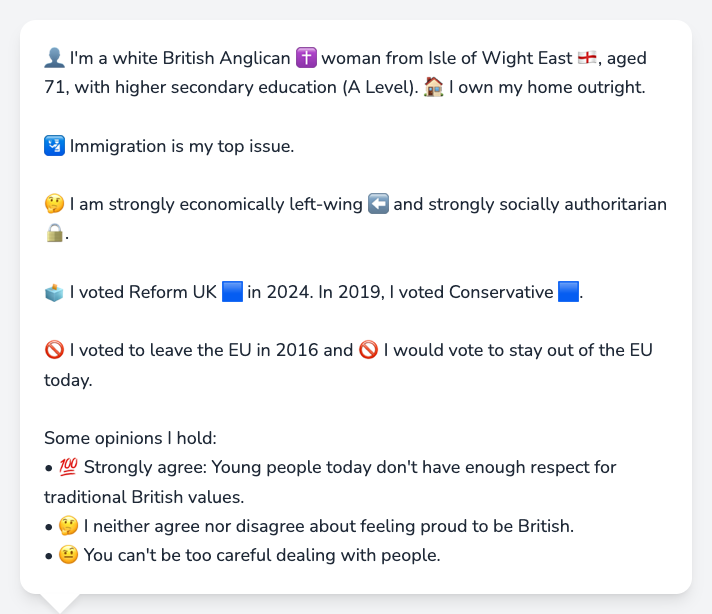 👤 I'm a white British Anglican ✝️ woman from Isle of Wight East 🏴󠁧󠁢󠁥󠁮󠁧󠁿, aged
71, with higher secondary education (A Level). 🏠 I own my home outright.
🛂 Immigration is my top issue.
🤔 I am strongly economically left-wing ⬅️ and strongly socially authoritarian
🔒.
🗳️ I voted Reform UK 🟦 in 2024. In 2019, I voted Conservative 🟦.
🚫 I voted to leave the EU in 2016 and 🚫 I would vote to stay out of the EU
today.
Some opinions I hold:
• 💯 Strongly agree: Young people today don't have enough respect for
traditional British values.
• 🤔 I neither agree nor disagree about feeling proud to be British.
• 🤨 You can't be too careful dealing with people.